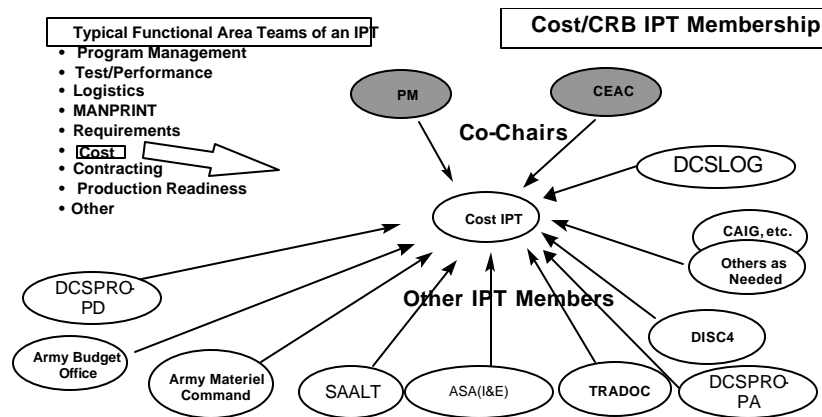 Typical Functional Area Teams of an IPT
• Program Management
• Test/Performance
• Logistics
• MANPRINT
• Requirements
• Cost
• Contracting
• Production Readiness
• Other
Cost/CRB IPT Membership
PM
CEAC
Co-Chairs
DCSLOG
Cost IPT
CAIG, etc.
Others as
Needed
DCSPRO-
PD
Other IPT Members
DISC4
Army Budget
Office
Army Materiel
Command
SAALT
ASA(I&E)
TRADOC
DCSPRO-
PA